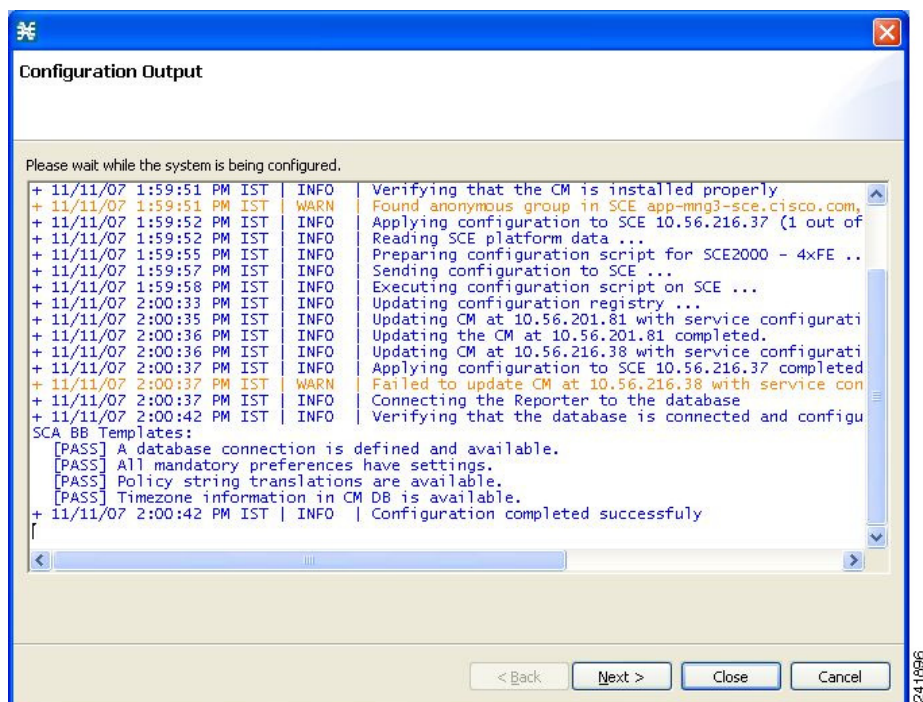 Configuration Output
Please wait while the system is being configured.
+ 11/11/07 1:59:51 PM IST | INFO | Verifying that the CM is installed properly
+ 11/11/07 1:59:51 PM IST | WARN | Found anonymous group in SCE app-mng3-sce.cisco.com,
+ 11/11/07 1:59:52 PM IST | INFO | Applying configuration to SCE 10.56.216.37 (1 out of
+ 11/11/07 1:59:52 PM IST | INFO | Reading SCE platform data ...
+ 11/11/07 1:59:55 PM IST | INFO | Preparing configuration script for SCE2000 - 4xFE ..
+ 11/11/07 1:59:57 PM IST | INFO | Sending configuration to SCE ...
+ 11/11/07 1:59:58 PM IST | INFO | Executing configuration script on SCE ...
+ 11/11/07 2:00:33 PM IST | INFO | Updating configuration registry ...
+ 11/11/07 2:00:35 PM IST | INFO | Updating CM at 10.56.201.81 with service configurati
+ 11/11/07 2:00:36 PM IST | INFO | Updating the CM at 10.56.201.81 completed.
+ 11/11/07 2:00:36 PM IST | INFO | Updating CM at 10.56.216.38 with service configurati
+ 11/11/07 2:00:37 PM IST | INFO | Applying configuration to SCE 10.56.216.37 completed
+ 11/11/07 2:00:37 PM IST | WARN | Failed to update CM at 10.56.216.38 with service con
+ 11/11/07 2:00:37 PM IST | INFO | Connecting the Reporter to the database
+ 11/11/07 2:00:42 PM IST | INFO | Verifying that the database is connected and configu
SCA BB Templates:
[PASS] A database connection is defined and available.
[PASS] All mandatory preferences have settings.
[PASS] Policy string translations are available.
[PASS] Timezone information in CM DB is available.
+ 11/11/07 2:00:42 PM IST | INFO | Configuration completed successfuly
< Back
Next >
Close
Cancel
241896